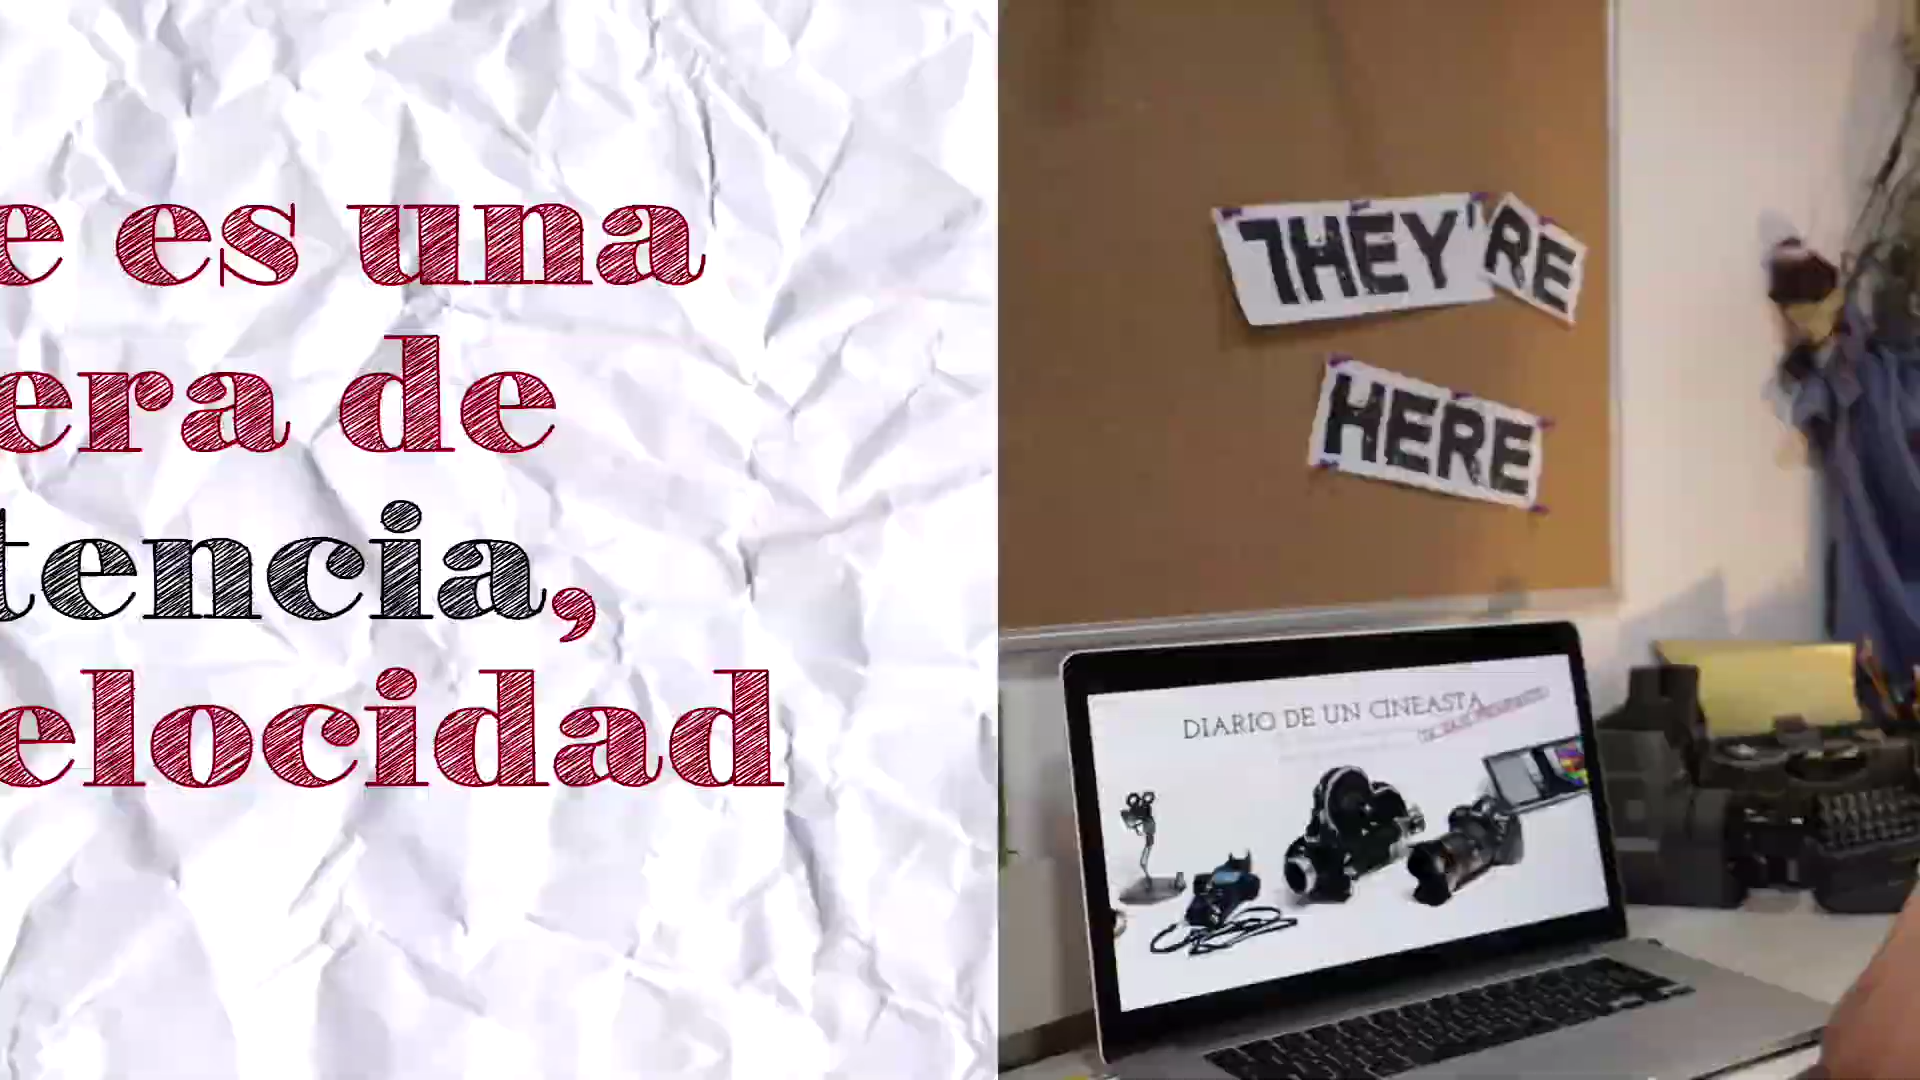 e es una
era de
tencia,
elocidad
THEY'RE
HERE
DIARIO DE UN CINEASTA